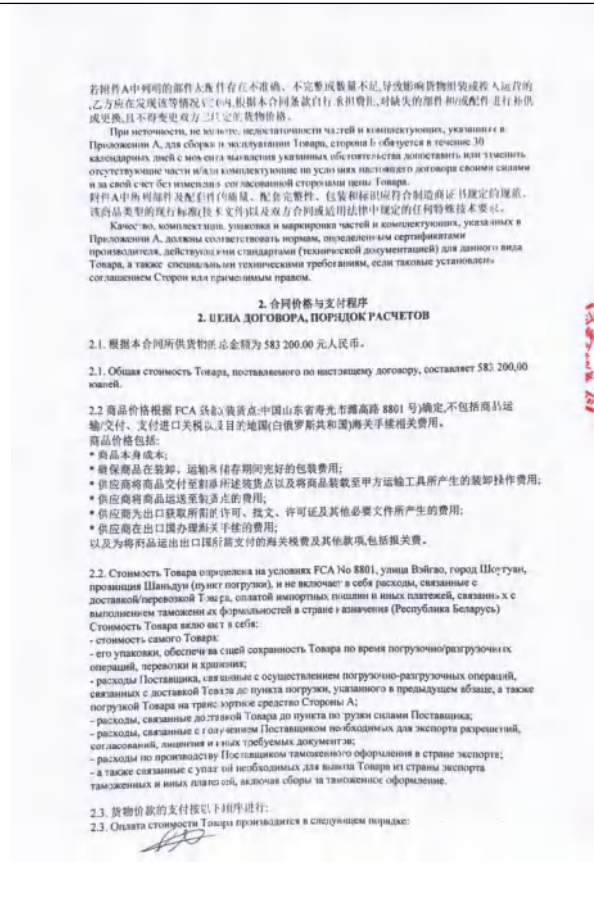 若附件A中列明的部件及配件存在不准确、不完整或数量不足,导致影响货物组装或投入运营的
,乙方应在发现该等情况 内,根据本合同条款自行承担费用,对缺失的部件和/或配件进行补供
或更换,且不得变更双方已约定的货物价格。
При неточности, не полноте, недостаточности частей и комплектующих, указанных в
Приложении А, для сборки и эксплуатации Товара, сторона Б обязуется в течение 30
календарных дней с момента выявления указанных обстоятельства допоставить или заменить
отсутствующие части и/или комплектующие на условиях настоящего договора своими силами
и за свой счет без изменения согласованной сторонами цены Товара.
附件A中所列部件及配套件的质量、配套完整性、包装和标识应符合制造商证书规定的规范、
该商品类型的现行标准(技术文件)以及双方合同或适用法律中规定的任何特殊技术要求。
Качество, комплектация, упаковка и маркировка частей и комплектующих, указанных в
Приложении А, должны соответствовать нормам, определенным сертификатами
производителя, действующими стандартами (технической документацией) для данного вида
Товара, а также специальными техническими требованиям, если таковые установлены
соглашением Сторон или применимым правом.
2. 合同价格与支付程序
2. ЦЕНА ДОГОВОРА, ПОРЯДОК РАСЧЕТОВ
2.1. 根据本合同所供货物的总金额为 583 200.00 元人民币。
2.1. Общая стоимость Товара, поставляемого по настоящему договору, составляет 583 200,00
юаней.
2.2 商品价格根据 FCA 条款(装货点:中国山东省寿光市潍高路 8801 号)确定,不包括商品运
输/交付、支付进口关税以及目的地国(白俄罗斯共和国)海关手续相关费用。
商品价格包括:
* 商品本身成本;
* 确保商品在装卸、运输和储存期间完好的包装费用;
* 供应商将商品交付至前款所述装货点以及将商品装载至甲方运输工具所产生的装卸操作费用;
* 供应商将商品运送至装货点的费用;
* 供应商为出口获取所需的许可、批文、许可证及其他必要文件所产生的费用;
* 供应商在出口国办理海关手续的费用;
以及为将商品运出出口国所需支付的海关税费及其他款项,包括报关费。
2.2. Стоимость Товара определена на условиях FCA No 8801, улица Вэйгао, город Шоугуан,
провинция Шаньдун (пункт погрузки), и не включает в себя расходы, связанные с
доставкой/перевозкой Товара, оплатой импортных пошлин и иных платежей, связанных с
выполнением таможенных формальностей в стране назначения (Республика Беларусь)
Стоимость Товара включает в себя:
- стоимость самого Товара;
- его упаковки, обеспечивающей сохранность Товара по время погрузочно/разгрузочных
операций, перевозки и хранения;
- расходы Поставщика, связанные с осуществлением погрузочно-разгрузочных операций,
связанных с доставкой Товара до пункта погрузки, указанного в предыдущем абзаце, а также
погрузкой Товара на транспортное средство Стороны А;
- расходы, связанные доставкой Товара до пункта погрузки силами Поставщика;
- расходы, связанные с получением Поставщиком необходимых для экспорта разрешений,
согласований, лицензия и иных требуемых документов;
- расходы по производству Поставщиком таможенного оформления в стране экспорта;
- а также связанные с уплатой необходимых для вывоза Товара из страны экспорта
таможенных и иных платежей, включая сборы за таможенное оформление.
2.3. 货物价款的支付按以下顺序进行:
2.3. Оплата стоимости Товара производится в следующем порядке: